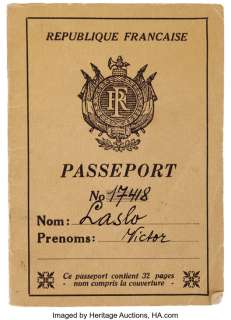 REPUBLIQUE FRANCAISE
RF
PASSEPORT
No 17418
Nom: Laslo
Prenoms: Victor
Ce passeport contient 32 pages
nom compris la couverture
Imaged by Heritage Auctions, HA.com